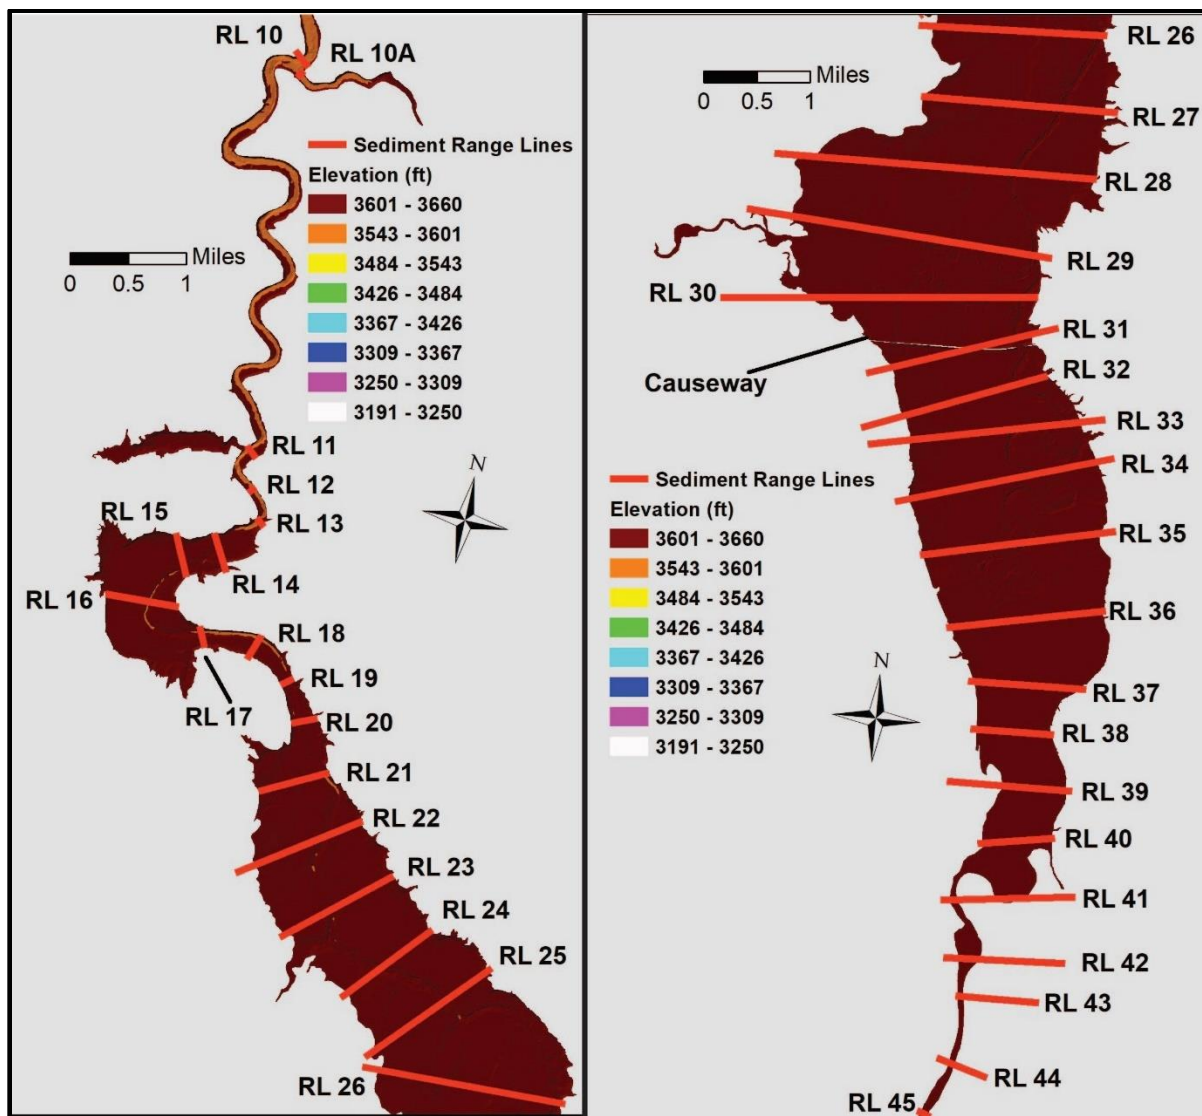 RL 10
RL 10A
Sediment Range Lines
Elevation (ft)
3601 - 3660
3543 - 3601
3484 - 3543
3426 - 3484
3367 - 3426
3309 - 3367
3250 - 3309
3191 - 3250
Miles
0 0.5 1
N
RL 11
RL 12
RL 13
RL 15
RL 14
RL 16
RL 18
RL 19
RL 17
RL 20
RL 21
RL 22
RL 23
RL 24
RL 25
RL 26
RL 26
Miles
0 0.5 1
RL 27
RL 28
RL 29
RL 30
RL 31
Causeway
RL 32
RL 33
RL 34
Sediment Range Lines
Elevation (ft)
3601 - 3660
3543 - 3601
3484 - 3543
3426 - 3484
3367 - 3426
3309 - 3367
3250 - 3309
3191 - 3250
N
RL 35
RL 36
RL 37
RL 38
RL 39
RL 40
RL 41
RL 42
RL 43
RL 44
RL 45